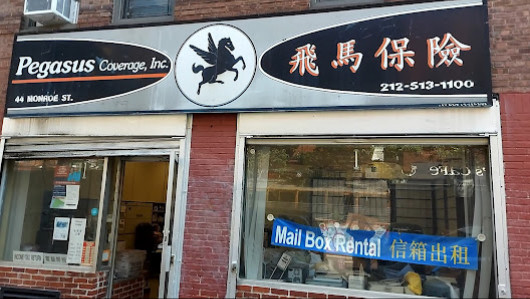 Pegasus Coverage, Inc.
44 MONROE ST.
飛馬保險
212-513-1100
Mail Box Rental 信箱出租